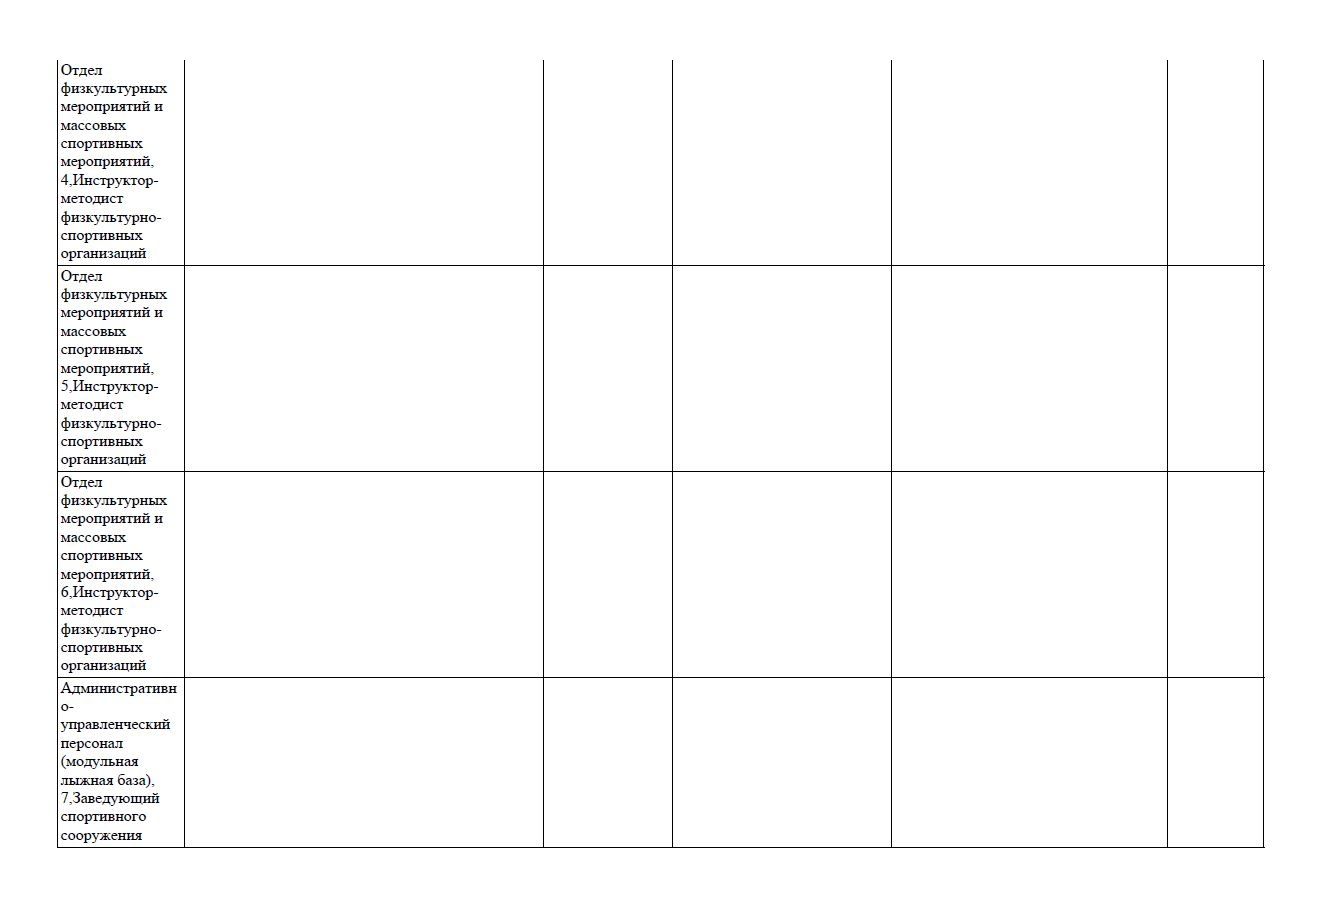 Отдел
физкультурных
мероприятий и
массовых
спортивных
мероприятий,
4,Инструктор-
методист
физкультурно-
спортивных
организаций
Отдел
физкультурных
мероприятий и
массовых
спортивных
мероприятий,
5,Инструктор-
методист
физкультурно-
спортивных
организаций
Отдел
физкультурных
мероприятий и
массовых
спортивных
мероприятий,
6,Инструктор-
методист
физкультурно-
спортивных
организаций
Административн
о-
управленческий
персонал
(модульная
лыжная база),
7,Заведующий
спортивного
сооружения